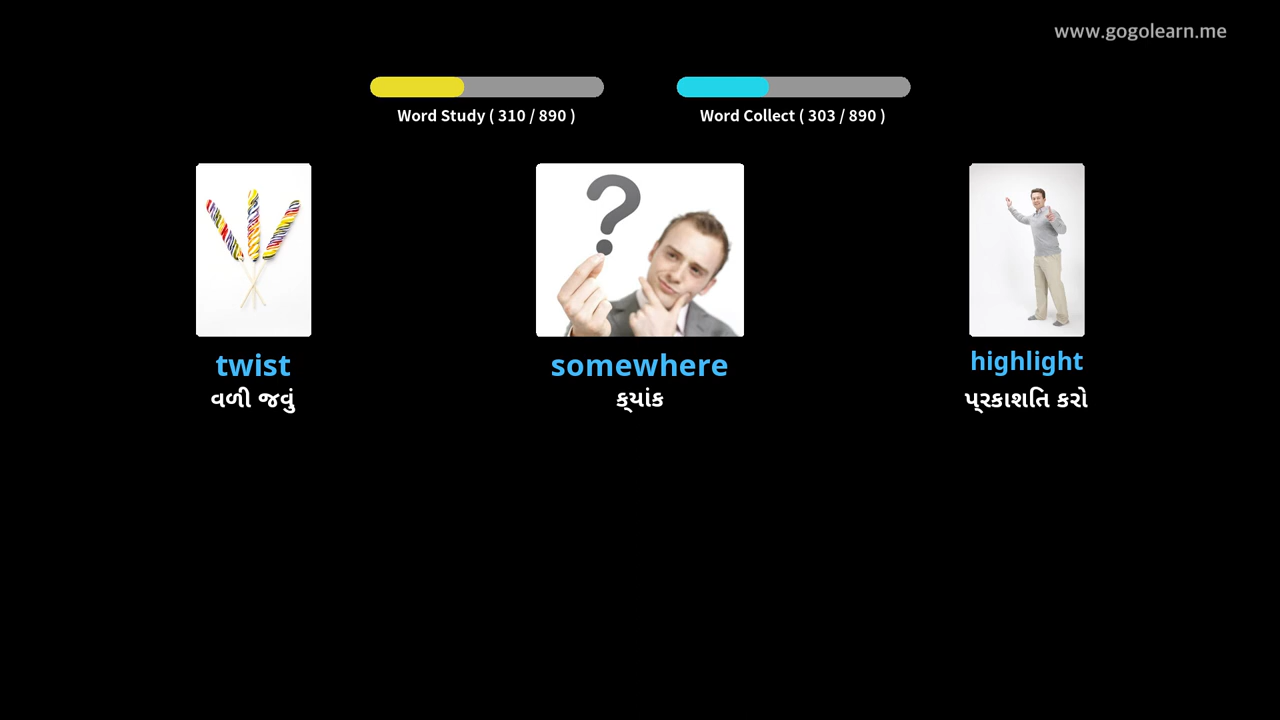 www.gogolearn.me
Word Study ( 310 / 890 )
Word Collect ( 303 / 890 )
twist
વળી જવું
somewhere
ક્યાંક
highlight
પ્રકાશતિ કરો